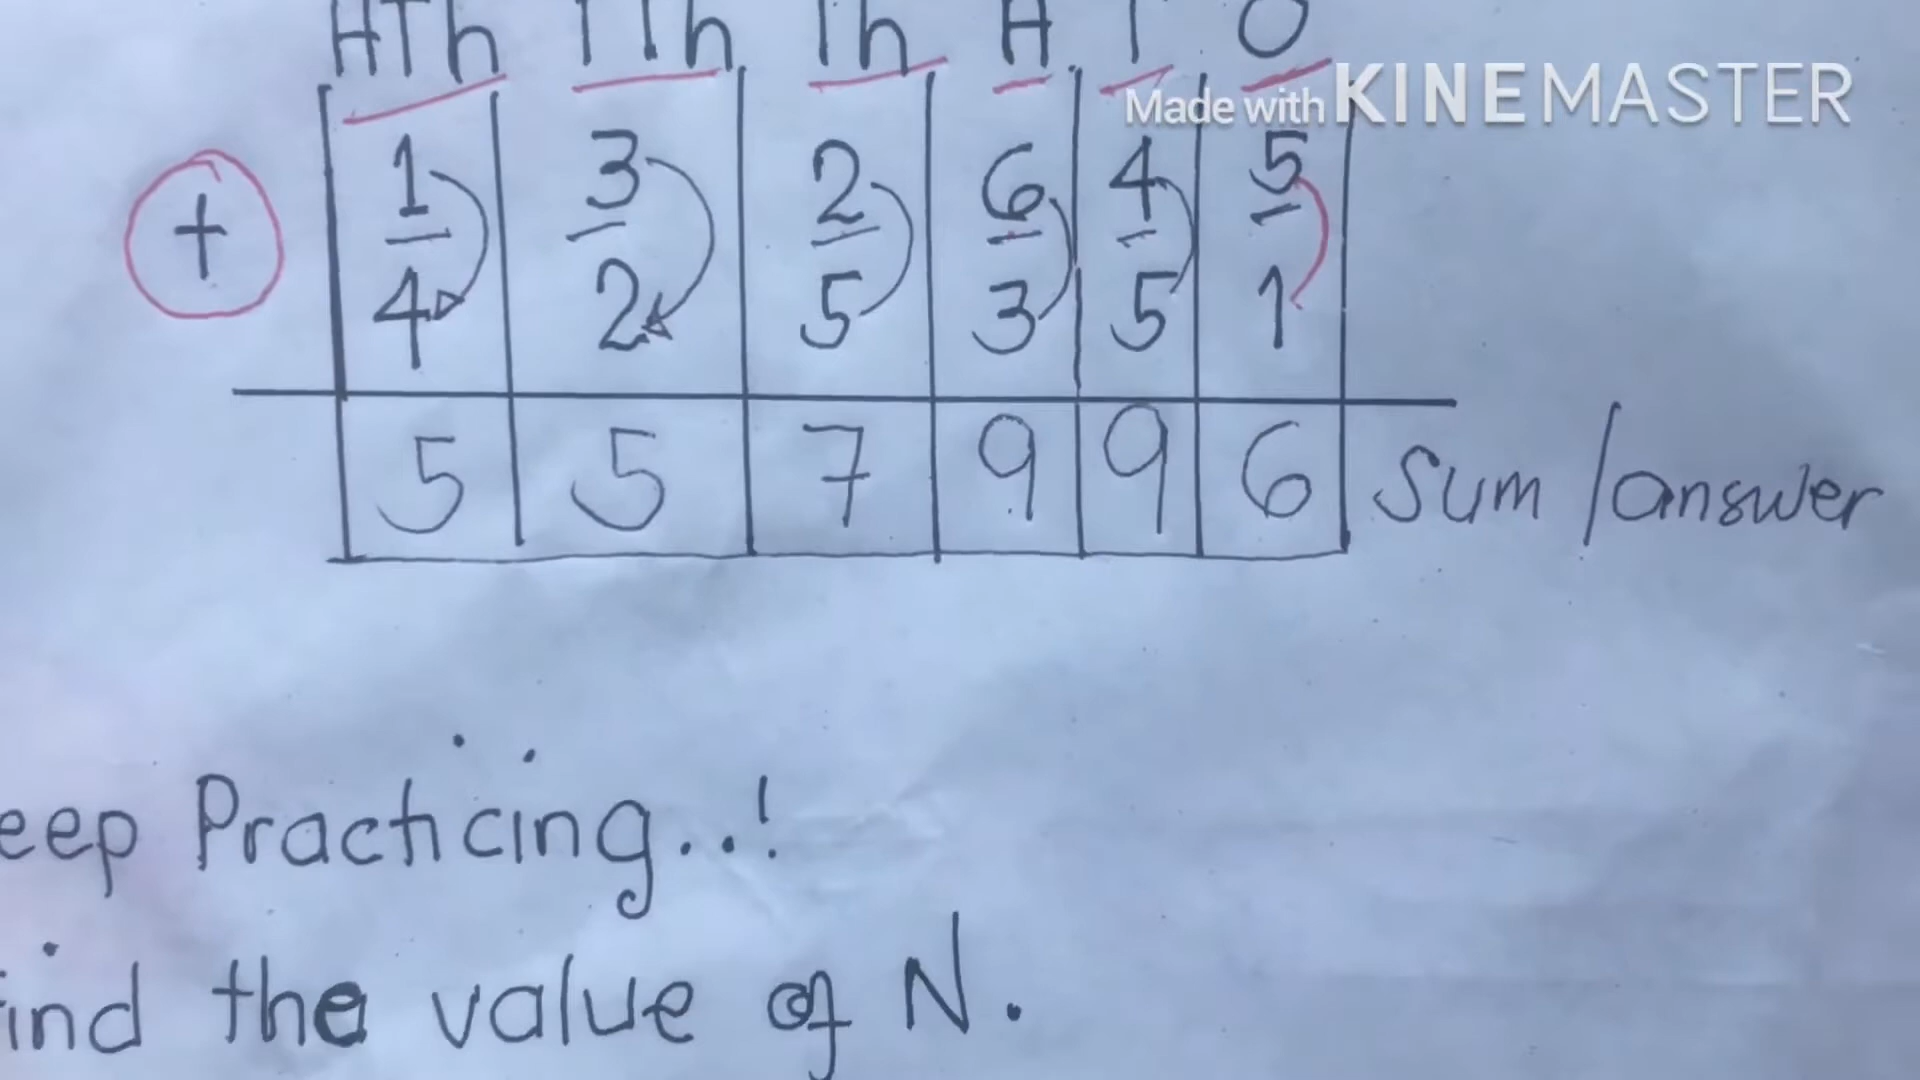 HTh TTh Th H T O
Made with KINEMASTER
1 3 2 6 4 5
+
4 2 5 3 5 1
5 5 7 9 9 6 Sum/answer
eep Practicing..!
ind the value of N.